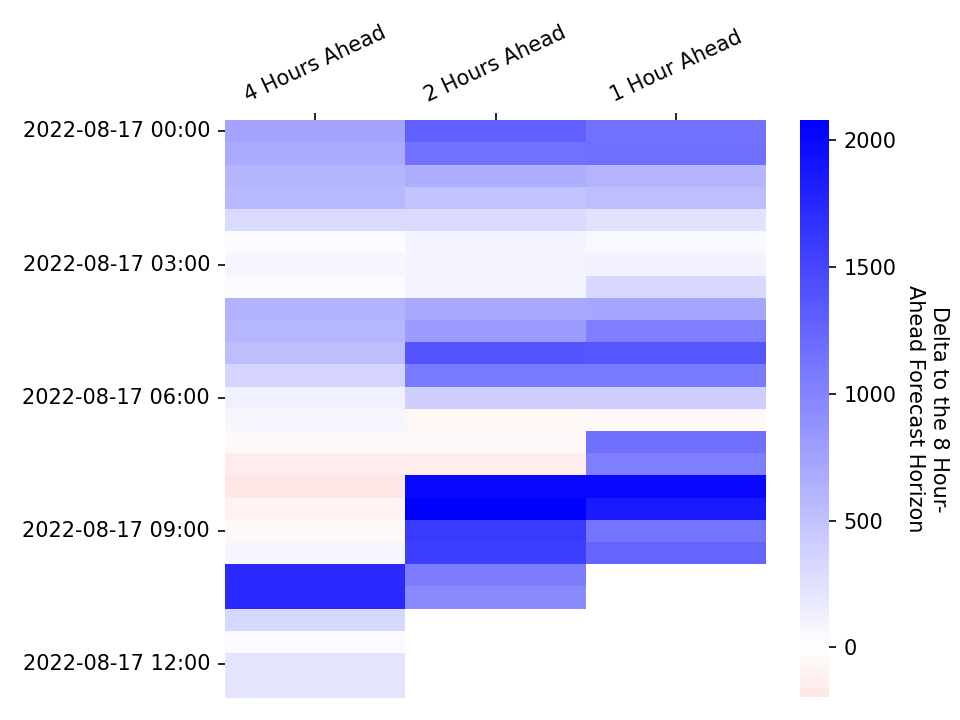 4 Hours Ahead
2 Hours Ahead
1 Hour Ahead
2022-08-17 00:00
2022-08-17 03:00
2022-08-17 06:00
2022-08-17 09:00
2022-08-17 12:00
2000
1500
1000
500
0
Delta to the 8 Hour-
Ahead Forecast Horizon